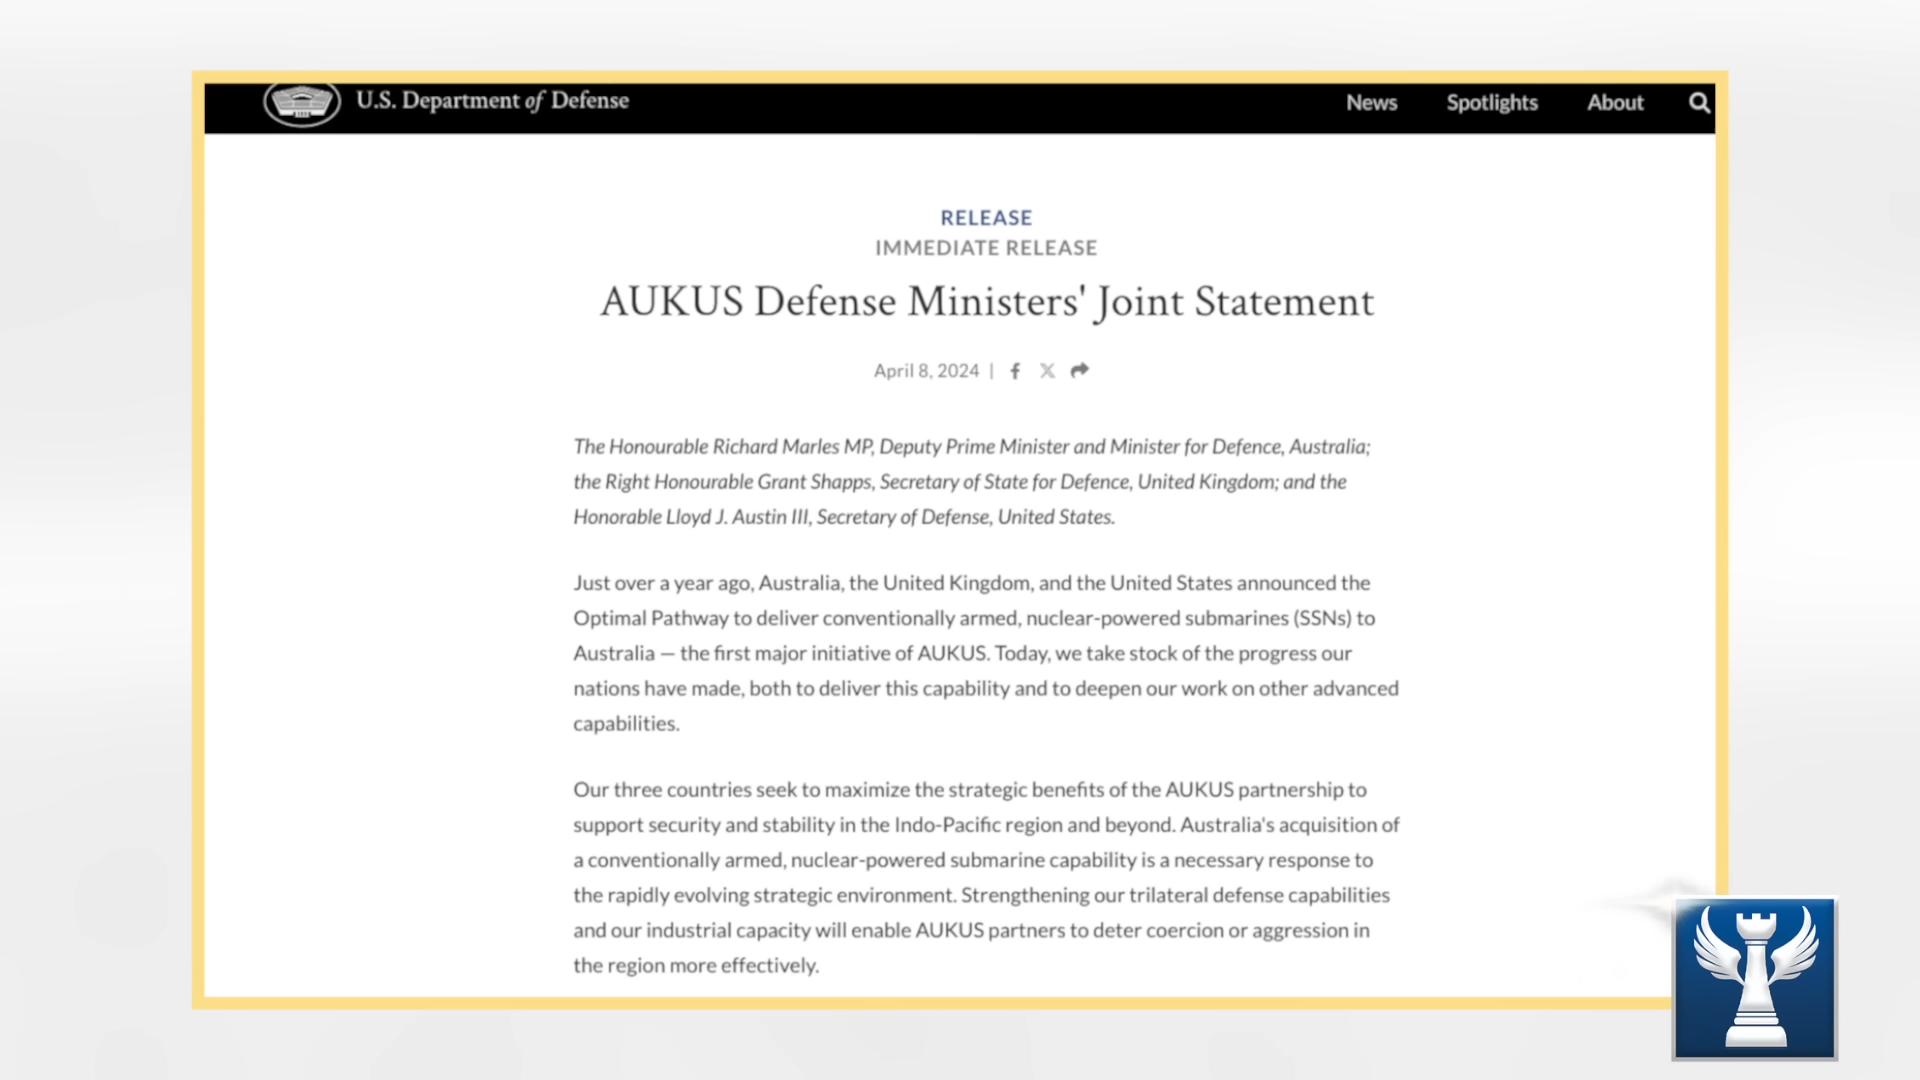 U.S. Department of Defense
News Spotlights About
RELEASE
IMMEDIATE RELEASE
AUKUS Defense Ministers' Joint Statement
April 8, 2024 |
The Honourable Richard Marles MP, Deputy Prime Minister and Minister for Defence, Australia;
the Right Honourable Grant Shapps, Secretary of State for Defence, United Kingdom; and the
Honorable Lloyd J. Austin III, Secretary of Defense, United States.
Just over a year ago, Australia, the United Kingdom, and the United States announced the
Optimal Pathway to deliver conventionally armed, nuclear-powered submarines (SSNs) to
Australia — the first major initiative of AUKUS. Today, we take stock of the progress our
nations have made, both to deliver this capability and to deepen our work on other advanced
capabilities.
Our three countries seek to maximize the strategic benefits of the AUKUS partnership to
support security and stability in the Indo-Pacific region and beyond. Australia's acquisition of
a conventionally armed, nuclear-powered submarine capability is a necessary response to
the rapidly evolving strategic environment. Strengthening our trilateral defense capabilities
and our industrial capacity will enable AUKUS partners to deter coercion or aggression in
the region more effectively.